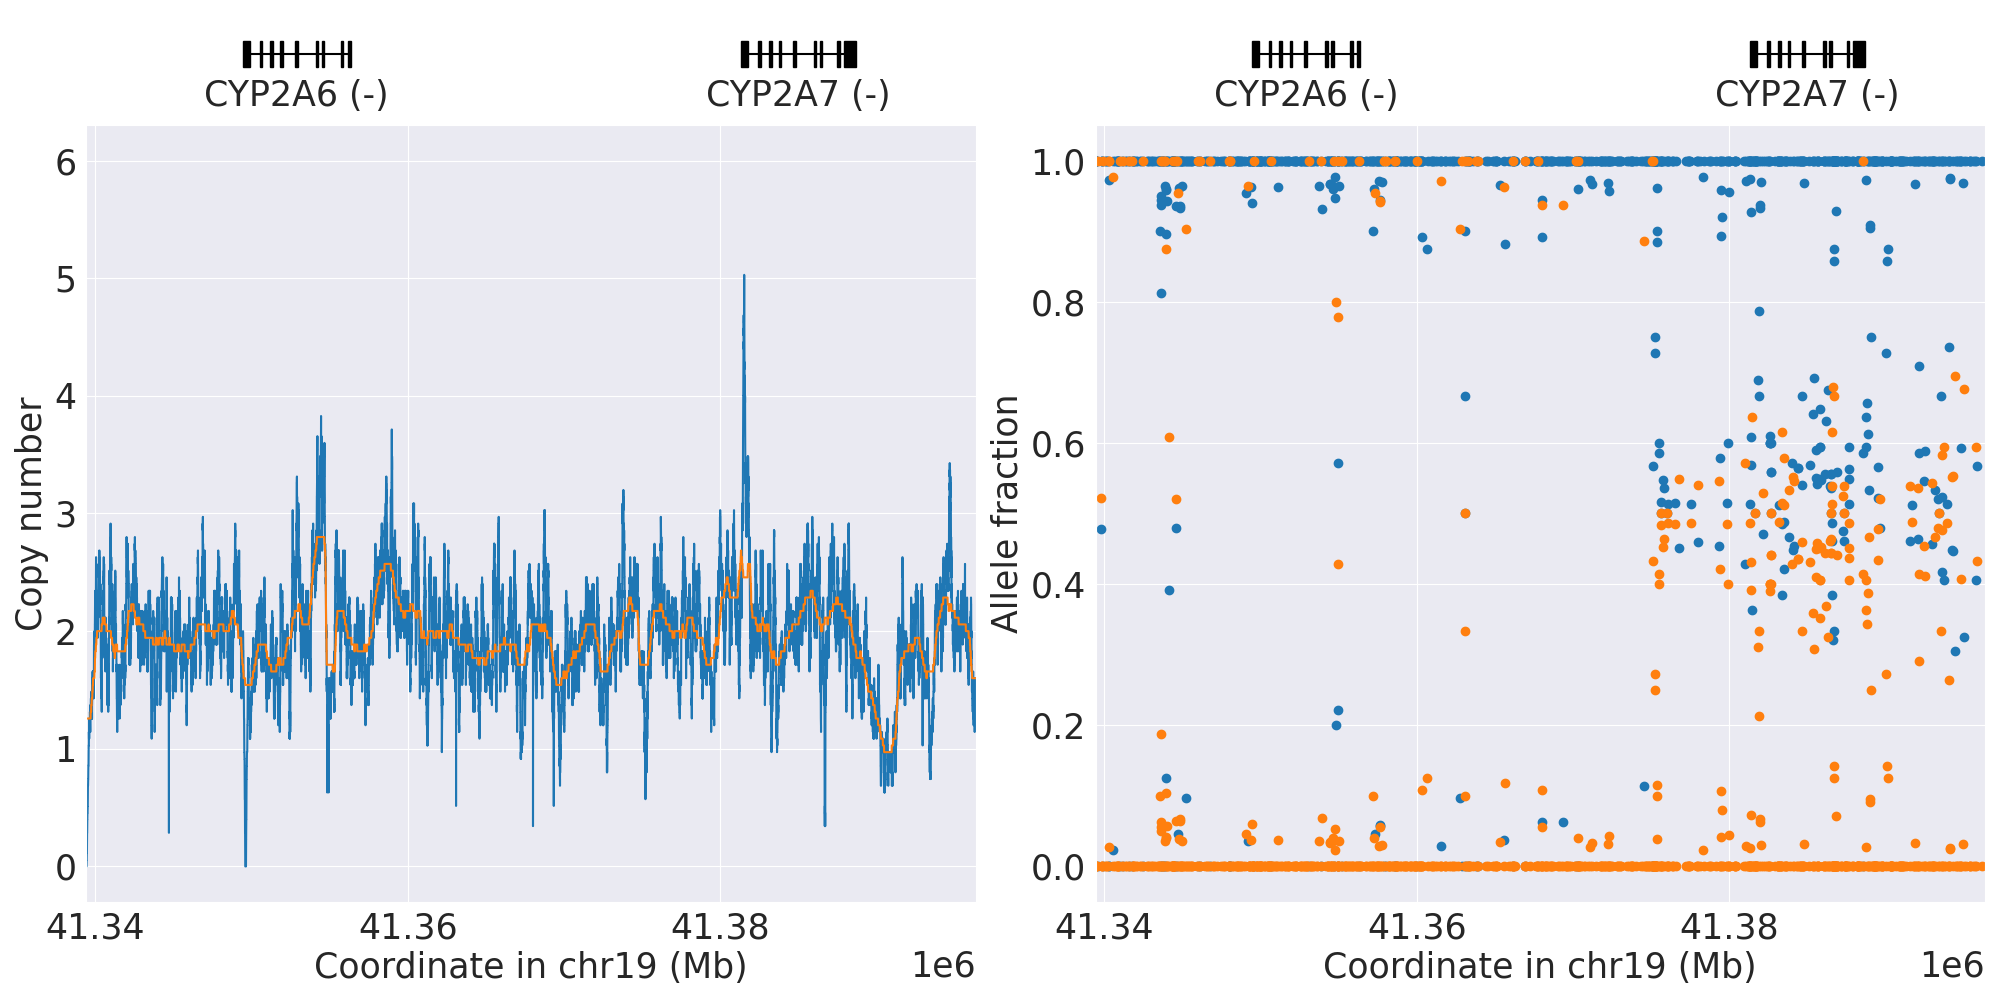 CYP2A6 (-)
CYP2A7 (-)
6
5
4
3
2
1
0
Copy number
41.34
41.36
41.38
Coordinate in chr19 (Mb)
1e6
CYP2A6 (-)
CYP2A7 (-)
1.0
0.8
0.6
0.4
0.2
0.0
Allele fraction
41.34
41.36
41.38
Coordinate in chr19 (Mb)
1e6